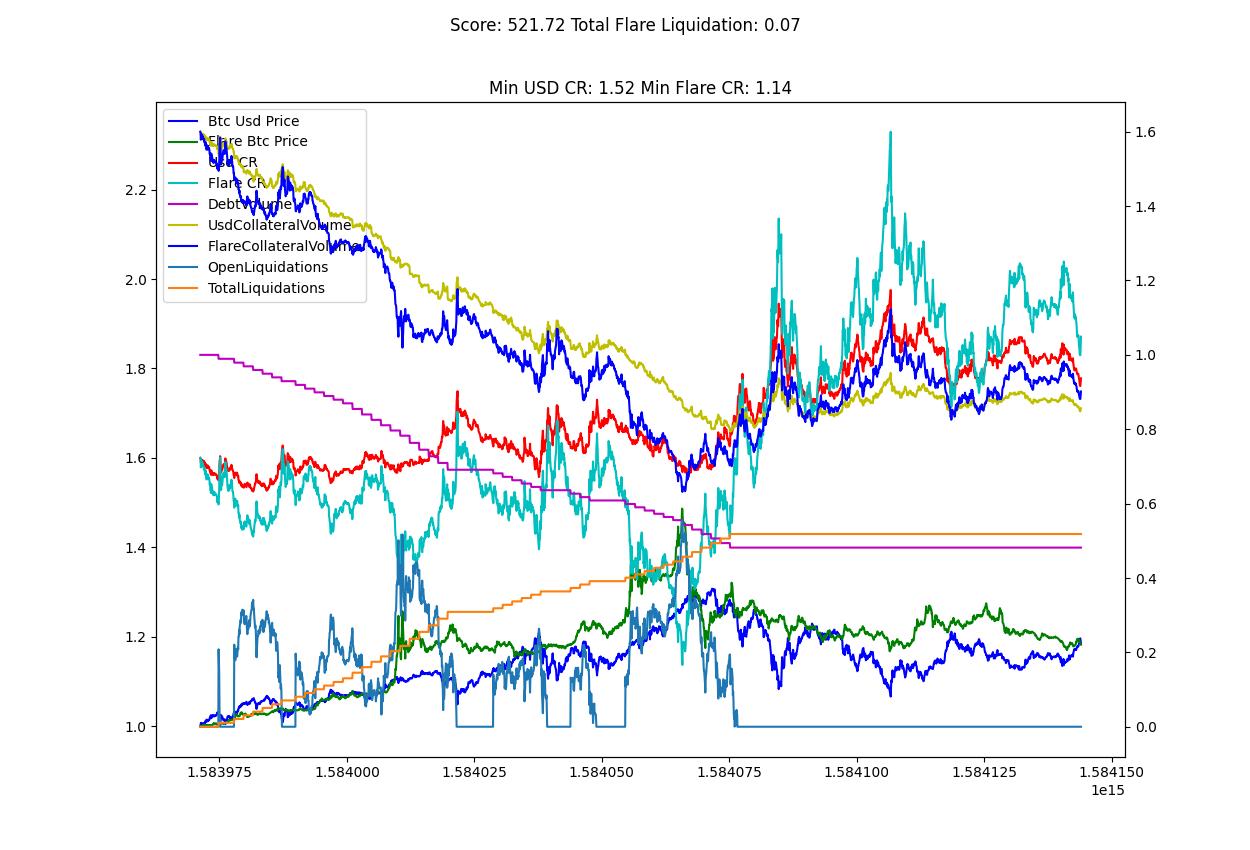 Score: 521.72 Total Flare Liquidation: 0.07
Min USD CR: 1.52 Min Flare CR: 1.14
Btc Usd Price
Flare Btc Price
Usd CR
Flare CR
DebtVolume
UsdCollateralVolume
FlareCollateralVolume
OpenLiquidations
TotalLiquidations
2.2
2.0
1.8
1.6
1.4
1.2
1.0
1.6
1.4
1.2
1.0
0.8
0.6
0.4
0.2
0.0
1.583975 1.584000 1.584025 1.584050 1.584075 1.584100 1.584125 1.584150
1e15